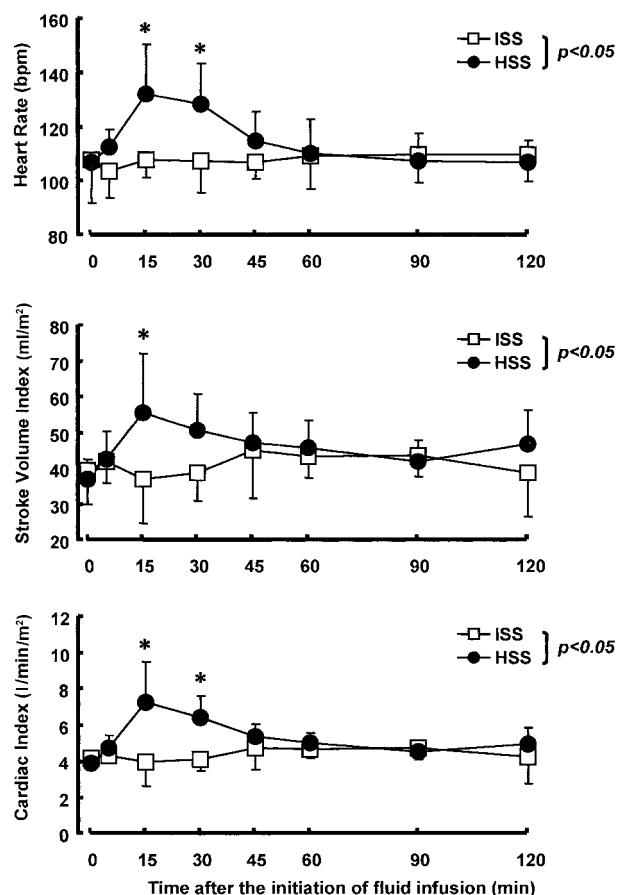 160
140
120
100
80
Heart Rate (bpm)
* *
ISS
HSS
p<0.05
0 15 30 45 60 90 120
80
70
60
50
40
30
20
Stroke Volume Index (ml/m²)
*
ISS
HSS
p<0.05
0 15 30 45 60 90 120
12
10
8
6
4
2
0
Cardiac Index (l/min/m²)
* *
ISS
HSS
p<0.05
0 15 30 45 60 90 120
Time after the initiation of fluid infusion (min)